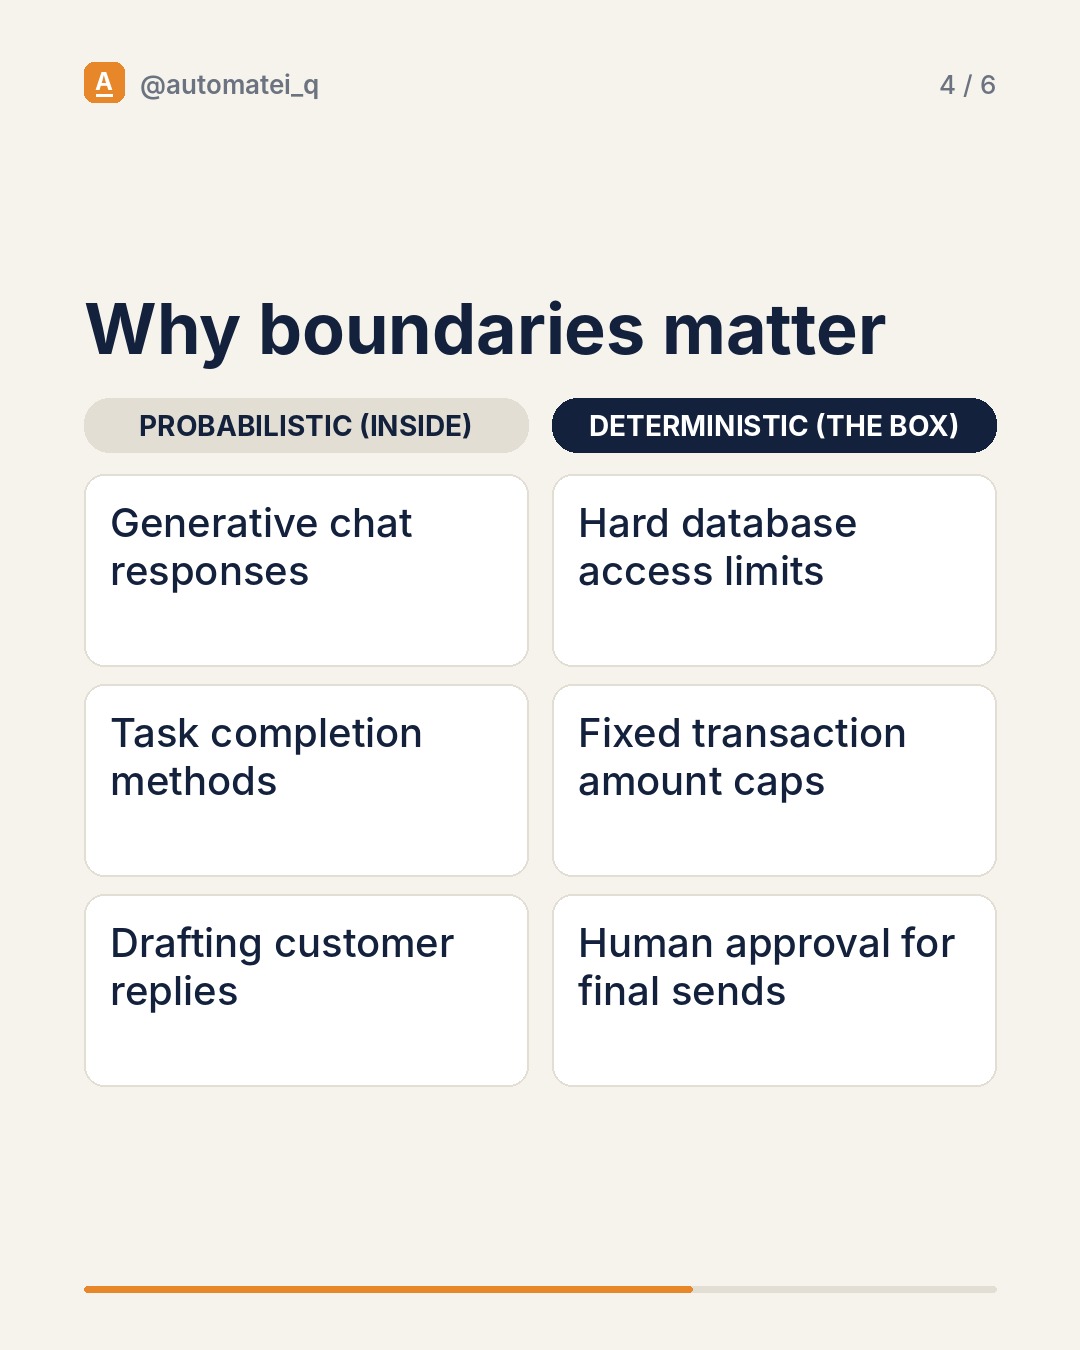 A
@automatei_q
4 / 6
Why boundaries matter
PROBABILISTIC (INSIDE)
DETERMINISTIC (THE BOX)
Generative chat
responses
Hard database
access limits
Task completion
methods
Fixed transaction
amount caps
Drafting customer
replies
Human approval for
final sends